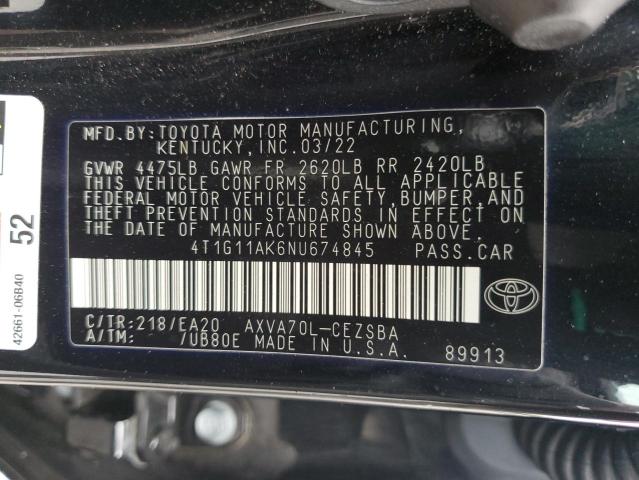 MFD.BY:TOYOTA MOTOR MANUFACTURING,
KENTUCKY,INC.03/22
GVWR 4475LB GAWR FR 2620LB RR 2420LB
THIS VEHICLE CONFORMS TO ALL APPLICABLE
FEDERAL MOTOR VEHICLE SAFETY,BUMPER,AND
THEFT PREVENTION STANDARDS IN EFFECT ON
THE DATE OF MANUFACTURE SHOWN ABOVE.
4T1G11AK6NU674845 PASS.CAR
C/TR:218/EA20 AXVA70L-CEZSBA
A/TM: 7UB80E MADE IN U.S.A. 89913
52
42661-06B40